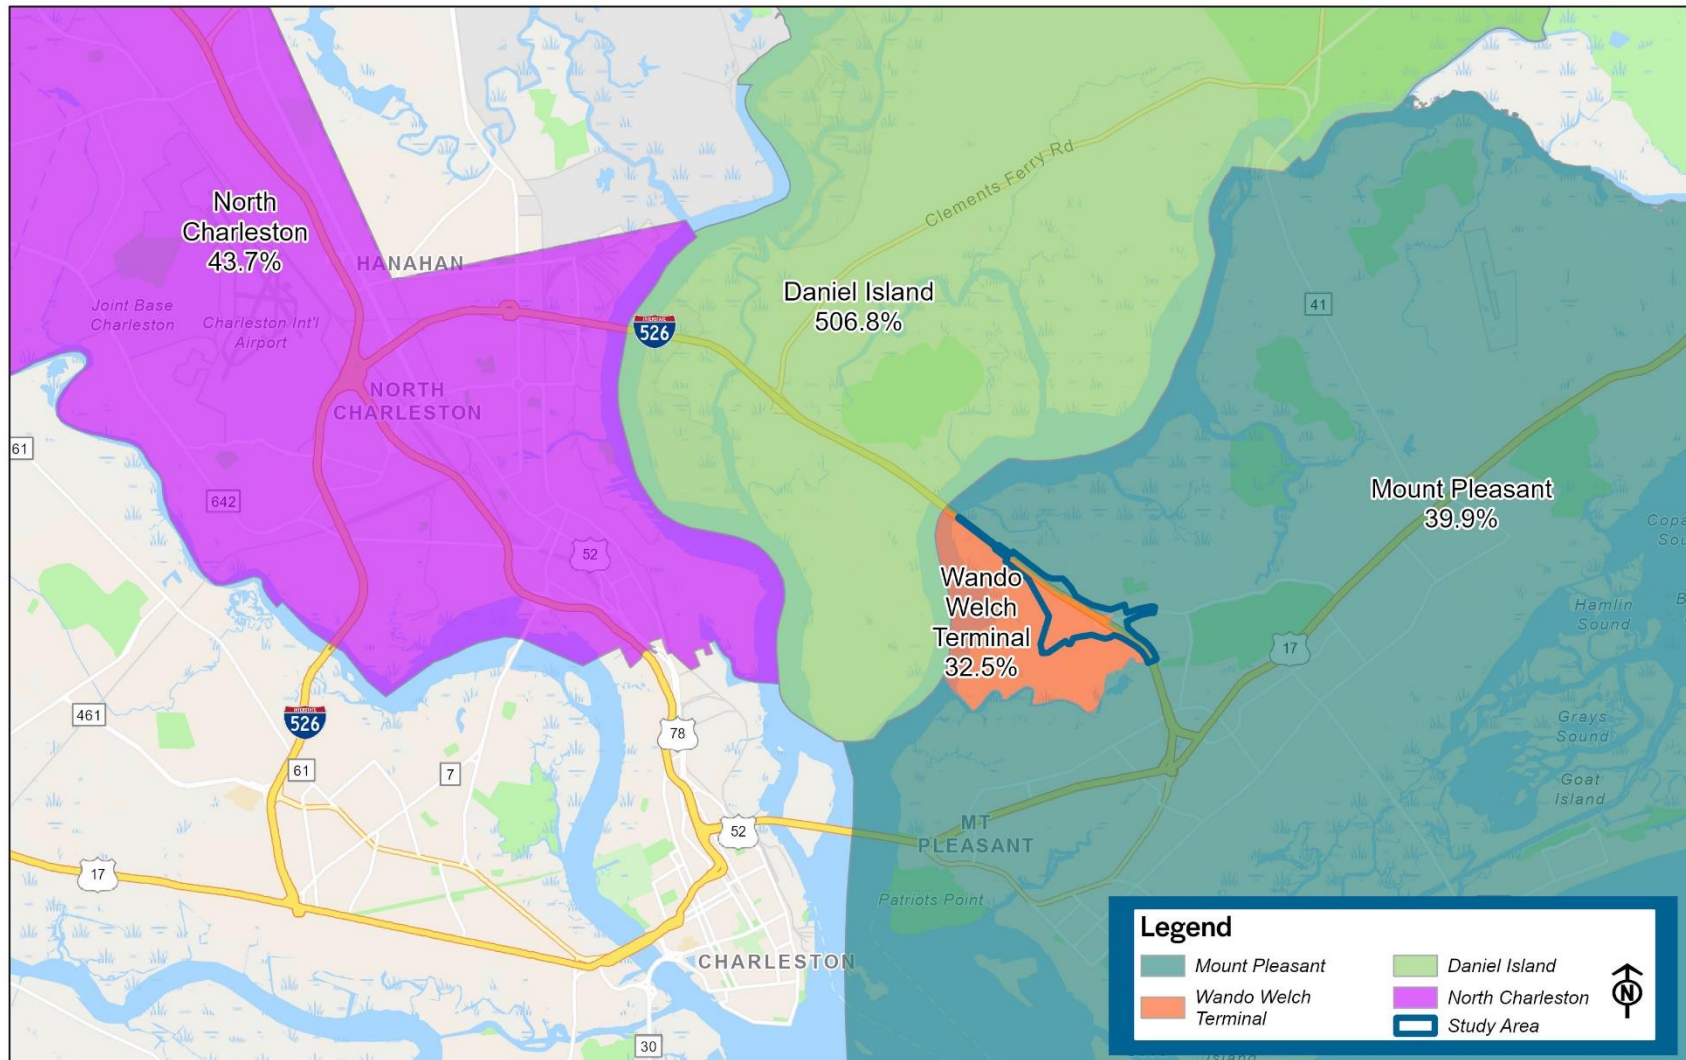 North
Charleston
43.7%
HANAHAN
Joint Base
Charleston
Charleston Int'l
Airport
NORTH
CHARLESTON
Clements Ferry Rd
Daniel Island
506.8%
INTERSTATE
526
41
Mount Pleasant
39.9%
61
642
52
Wando
Welch
Terminal
32.5%
Hamlin
Sound
17
461
INTERSTATE
526
61
7
78
52
17
Grays
Sound
Goat
Island
MT
PLEASANT
Patriots Point
CHARLESTON
30
Legend
Mount Pleasant
Wando Welch
Terminal
Daniel Island
North Charleston
Study Area
N